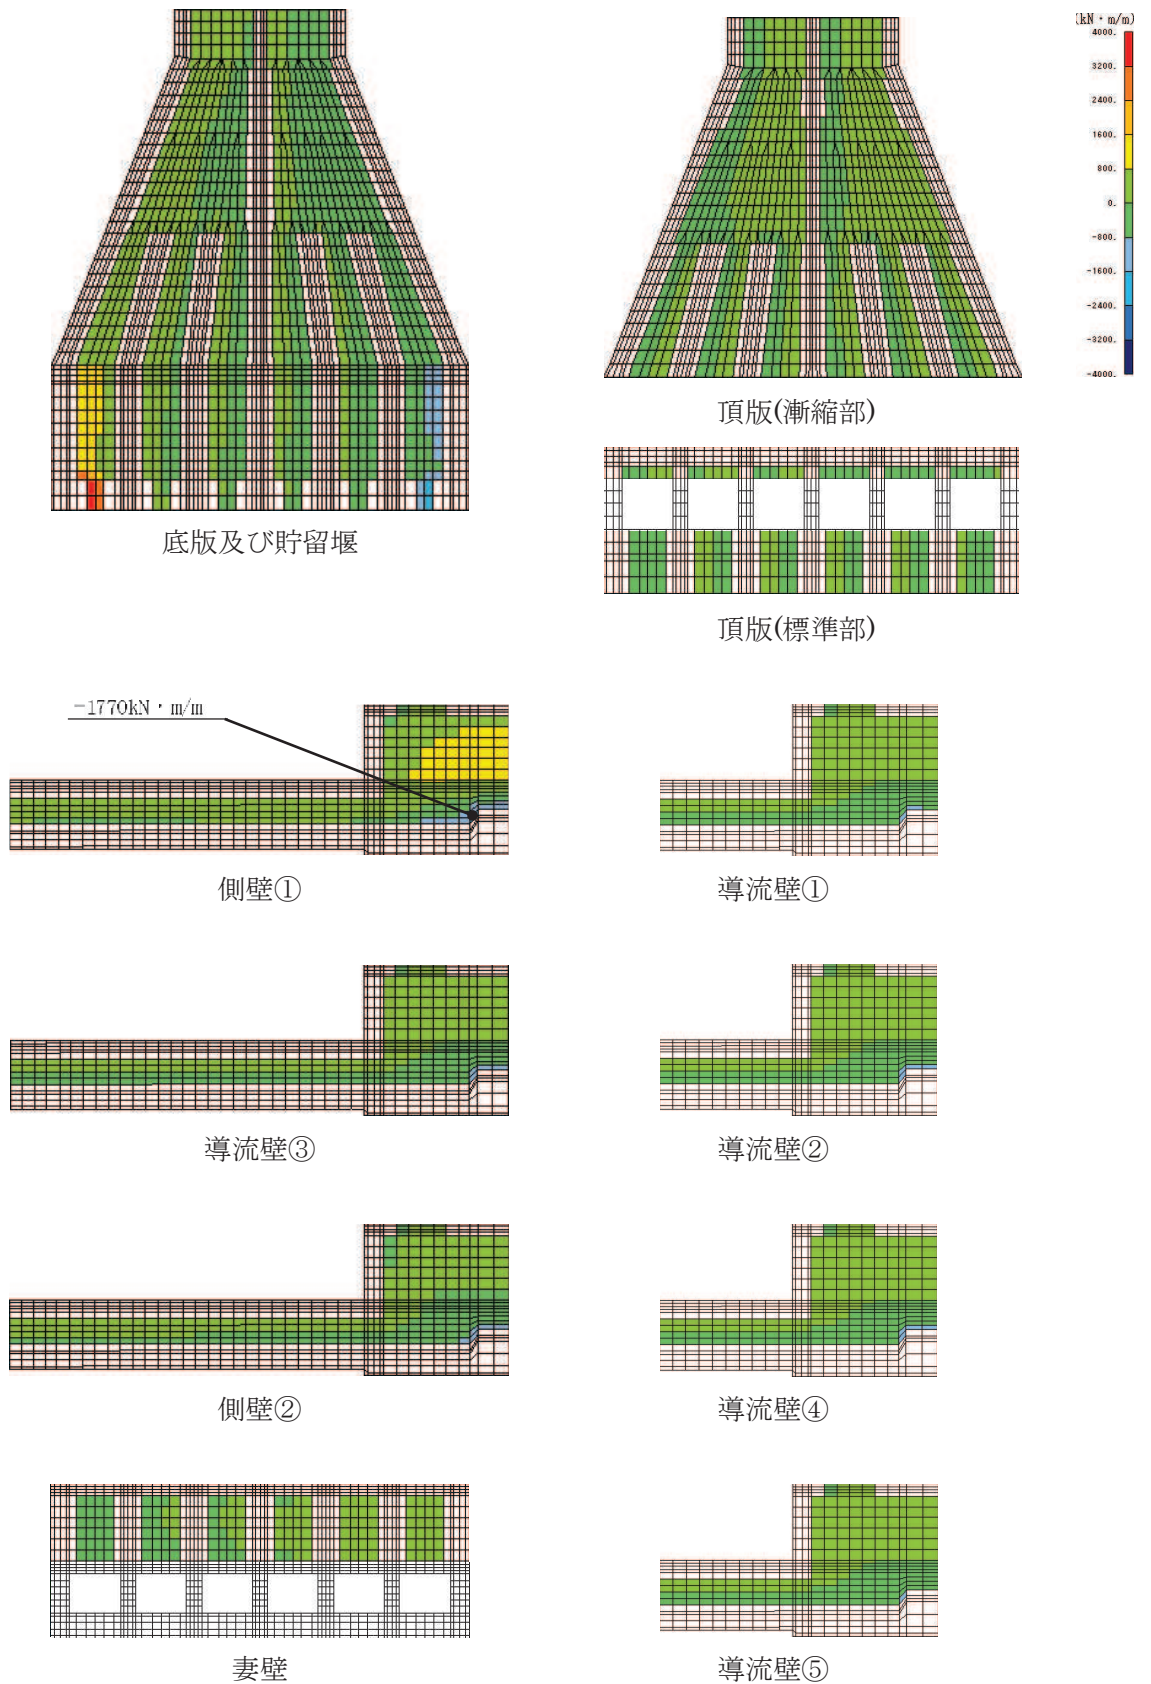 (kN・m/m)
4000.
3200.
2400.
1600.
800.
0.
-800.
-1600.
-2400.
-3200.
-4000.
頂版(漸縮部)
底版及び貯留堰
頂版(標準部)
-1770kN・m/m
側壁①
導流壁①
導流壁③
導流壁②
側壁②
導流壁④
妻壁
導流壁⑤